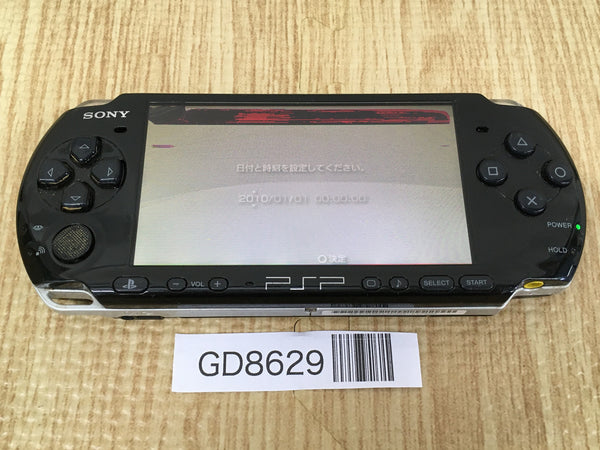 SONY
日付と時刻を設定してください。
2010/01/01 00:00:00
○決定
POWER
HOLD
VOL
PSP
SELECT
START
GD8629